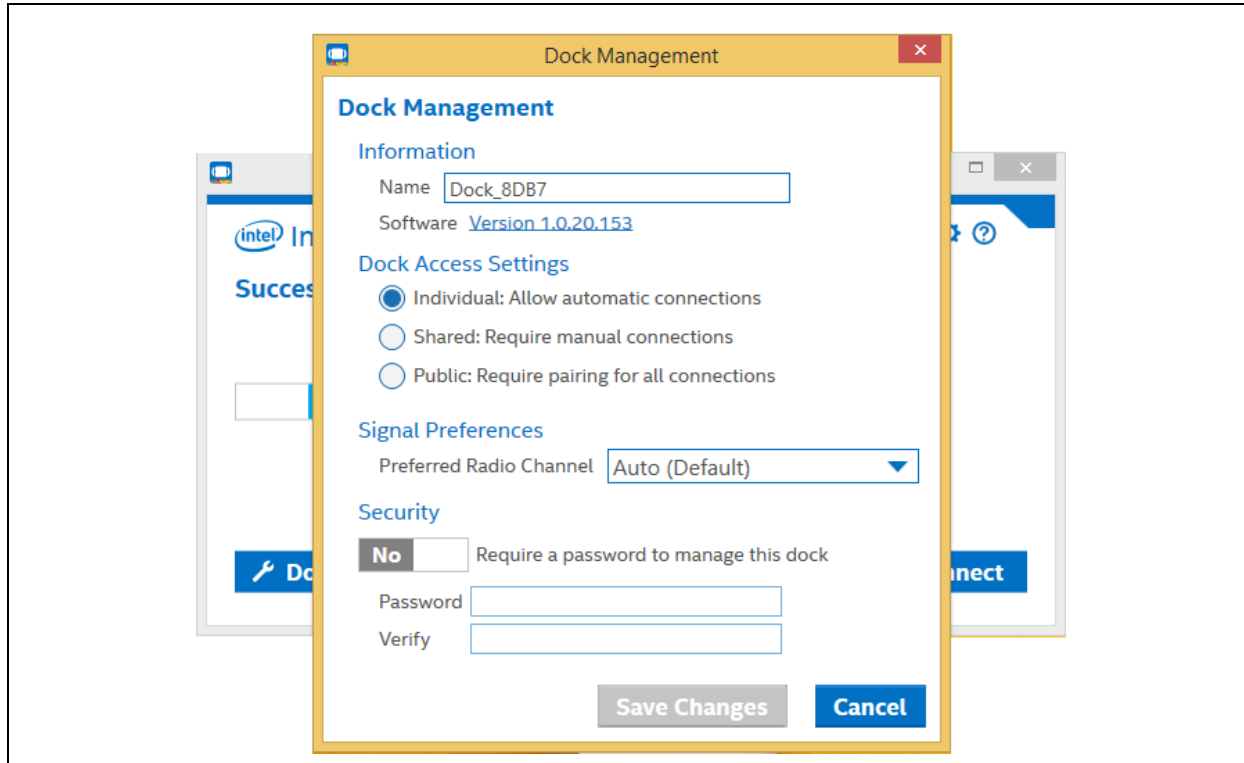 Dock Management
Dock Management
Information
Name Dock_8DB7
Software Version 1.0.20.153
Dock Access Settings
Individual: Allow automatic connections
Shared: Require manual connections
Public: Require pairing for all connections
Signal Preferences
Preferred Radio Channel Auto (Default)
Security
No Require a password to manage this dock
Password
Verify
Save Changes Cancel
intel In
Succes
Do
nnect